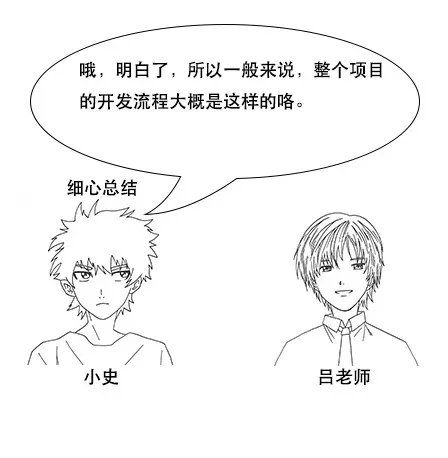 哦，明白了，所以一般来说，整个项目
的开发流程大概是这样的咯。
细心总结
小史
吕老师